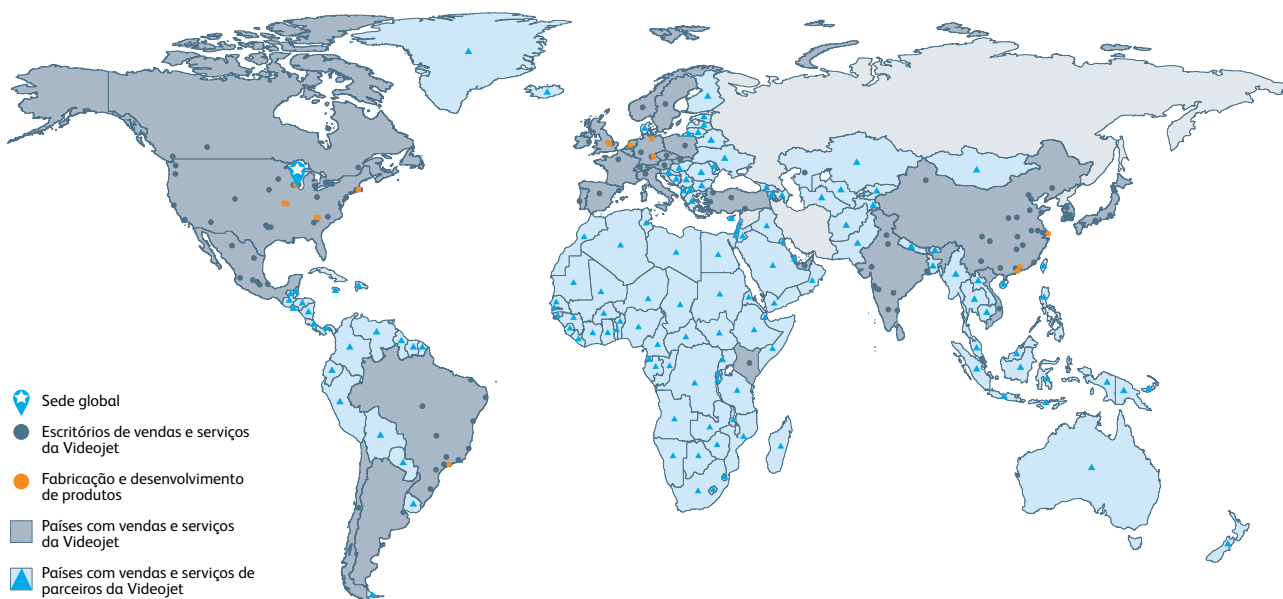 Sede global
Escritórios de vendas e serviços
da Videojet
Fabricação e desenvolvimento
de produtos
Países com vendas e serviços
da Videojet
Países com vendas e serviços de
parceiros da Videojet